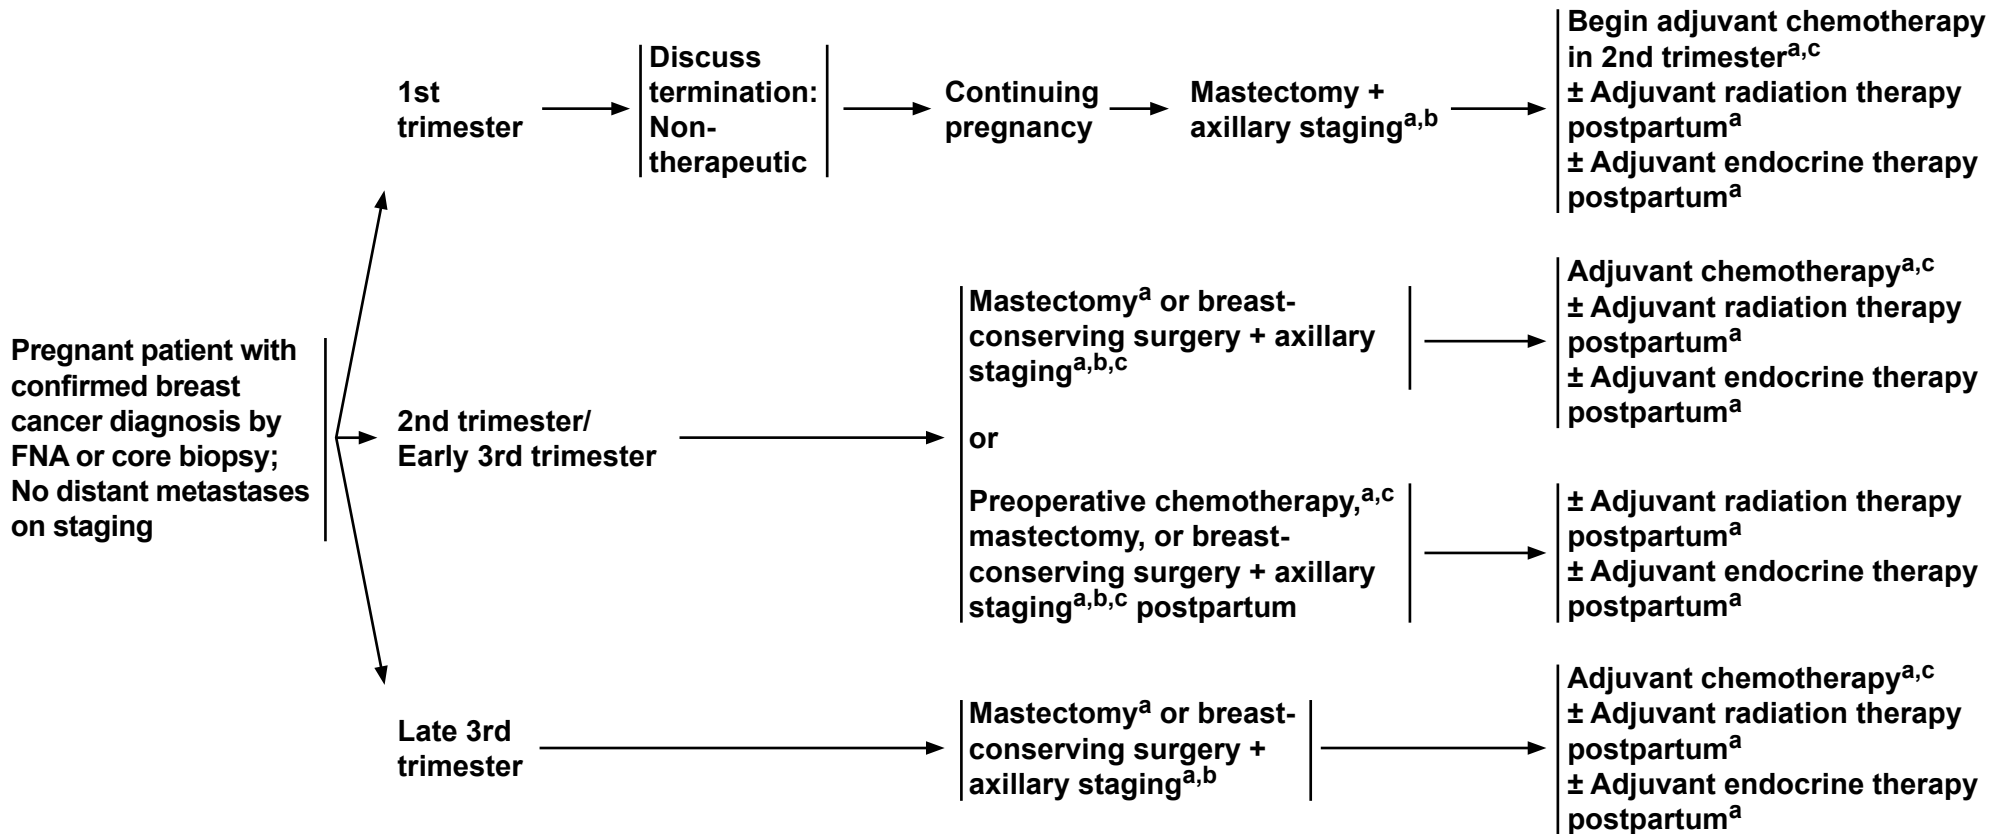 Pregnant patient with
confirmed breast
cancer diagnosis by
FNA or core biopsy;
No distant metastases
on staging
1st
trimester
Discuss
termination:
Non-
therapeutic
Continuing
pregnancy
Mastectomy +
axillary staging^a,b
Begin adjuvant chemotherapy
in 2nd trimester^a,c
± Adjuvant radiation therapy
postpartum^a
± Adjuvant endocrine therapy
postpartum^a
2nd trimester/
Early 3rd trimester
Mastectomy^a or breast-
conserving surgery + axillary
staging^a,b,c
Adjuvant chemotherapy^a,c
± Adjuvant radiation therapy
postpartum^a
± Adjuvant endocrine therapy
postpartum^a
or
Preoperative chemotherapy,^a,c
mastectomy, or breast-
conserving surgery + axillary
staging^a,b,c postpartum
± Adjuvant radiation therapy
postpartum^a
± Adjuvant endocrine therapy
postpartum^a
Late 3rd
trimester
Mastectomy^a or breast-
conserving surgery +
axillary staging^a,b
Adjuvant chemotherapy^a,c
± Adjuvant radiation therapy
postpartum^a
± Adjuvant endocrine therapy
postpartum^a